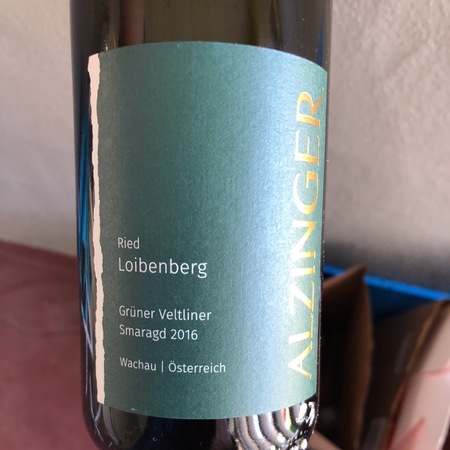 Ried
Loibenberg
Grüner Veltliner
Smaragd 2016
Wachau | Österreich
ALZINGER